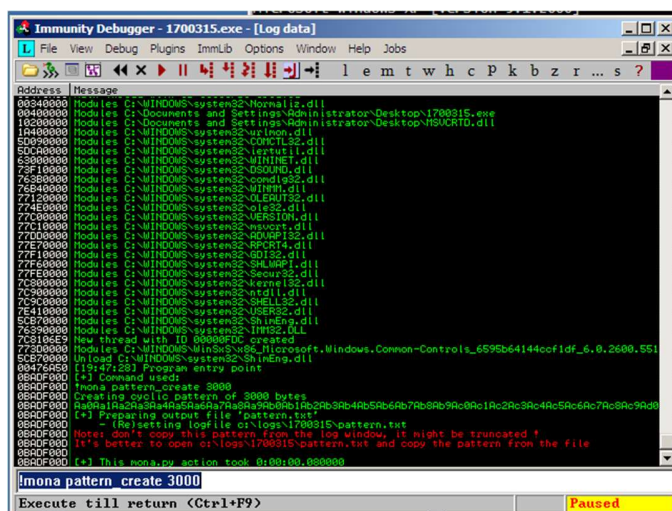 Immunity Debugger - 1700315.exe - [Log data]
L File View Debug Plugins ImmLib Options Window Help Jobs
l e m t w h c P k b z r ... s ?
Address Message
00340000 Modules C:\WINDOWS\system32\Normaliz.dll
00400000 Modules C:\Documents and Settings\Administrator\Desktop\1700315.exe
10200000 Modules C:\Documents and Settings\Administrator\Desktop\MSVCRTD.dll
1A400000 Modules C:\WINDOWS\system32\urlmon.dll
5D090000 Modules C:\WINDOWS\system32\COMCTL32.dll
5DCA0000 Modules C:\WINDOWS\system32\iertutil.dll
63000000 Modules C:\WINDOWS\system32\WININET.dll
73F10000 Modules C:\WINDOWS\system32\DSOUND.dll
763B0000 Modules C:\WINDOWS\system32\comdlg32.dll
76B40000 Modules C:\WINDOWS\system32\WINMM.dll
77120000 Modules C:\WINDOWS\system32\OLEAUT32.dll
774E0000 Modules C:\WINDOWS\system32\ole32.dll
77C00000 Modules C:\WINDOWS\system32\VERSION.dll
77C10000 Modules C:\WINDOWS\system32\msvcrt.dll
77DD0000 Modules C:\WINDOWS\system32\ADVAPI32.dll
77E70000 Modules C:\WINDOWS\system32\RPCRT4.dll
77F10000 Modules C:\WINDOWS\system32\GDI32.dll
77F60000 Modules C:\WINDOWS\system32\SHLWAPI.dll
77FE0000 Modules C:\WINDOWS\system32\Secur32.dll
7C800000 Modules C:\WINDOWS\system32\kernel32.dll
7C900000 Modules C:\WINDOWS\system32\ntdll.dll
7C9C0000 Modules C:\WINDOWS\system32\SHELL32.dll
7E410000 Modules C:\WINDOWS\system32\USER32.dll
5CB70000 Modules C:\WINDOWS\system32\ShimEng.dll
76390000 Modules C:\WINDOWS\system32\IMM32.DLL
7C8106E9 New thread with ID 00000FDC created
773D0000 Modules C:\WINDOWS\WinSxS\x86_Microsoft.Windows.Common-Controls_6595b64144ccf1df_6.0.2600.551
5CB70000 Unload C:\WINDOWS\system32\ShimEng.dll
00476A50 [19:47:28] Program entry point
0BADF00D [+] Command used:
0BADF00D !mona pattern_create 3000
0BADF00D Creating cyclic pattern of 3000 bytes
0BADF00D Aa0Aa1Aa2Aa3Aa4Aa5Aa6Aa7Aa8Aa9Ab0Ab1Ab2Ab3Ab4Ab5Ab6Ab7Ab8Ab9Ac0Ac1Ac2Ac3Ac4Ac5Ac6Ac7Ac8Ac9Ad0
0BADF00D [+] Preparing output file 'pattern.txt'
0BADF00D - (Re)setting logfile c:\logs\1700315\pattern.txt
0BADF00D Note: don't copy this pattern from the log window, it might be truncated !
0BADF00D It's better to open c:\logs\1700315\pattern.txt and copy the pattern from the file
0BADF00D
0BADF00D [+] This mona.py action took 0:00:00.080000
!mona pattern_create 3000
Execute till return (Ctrl+F9) Paused